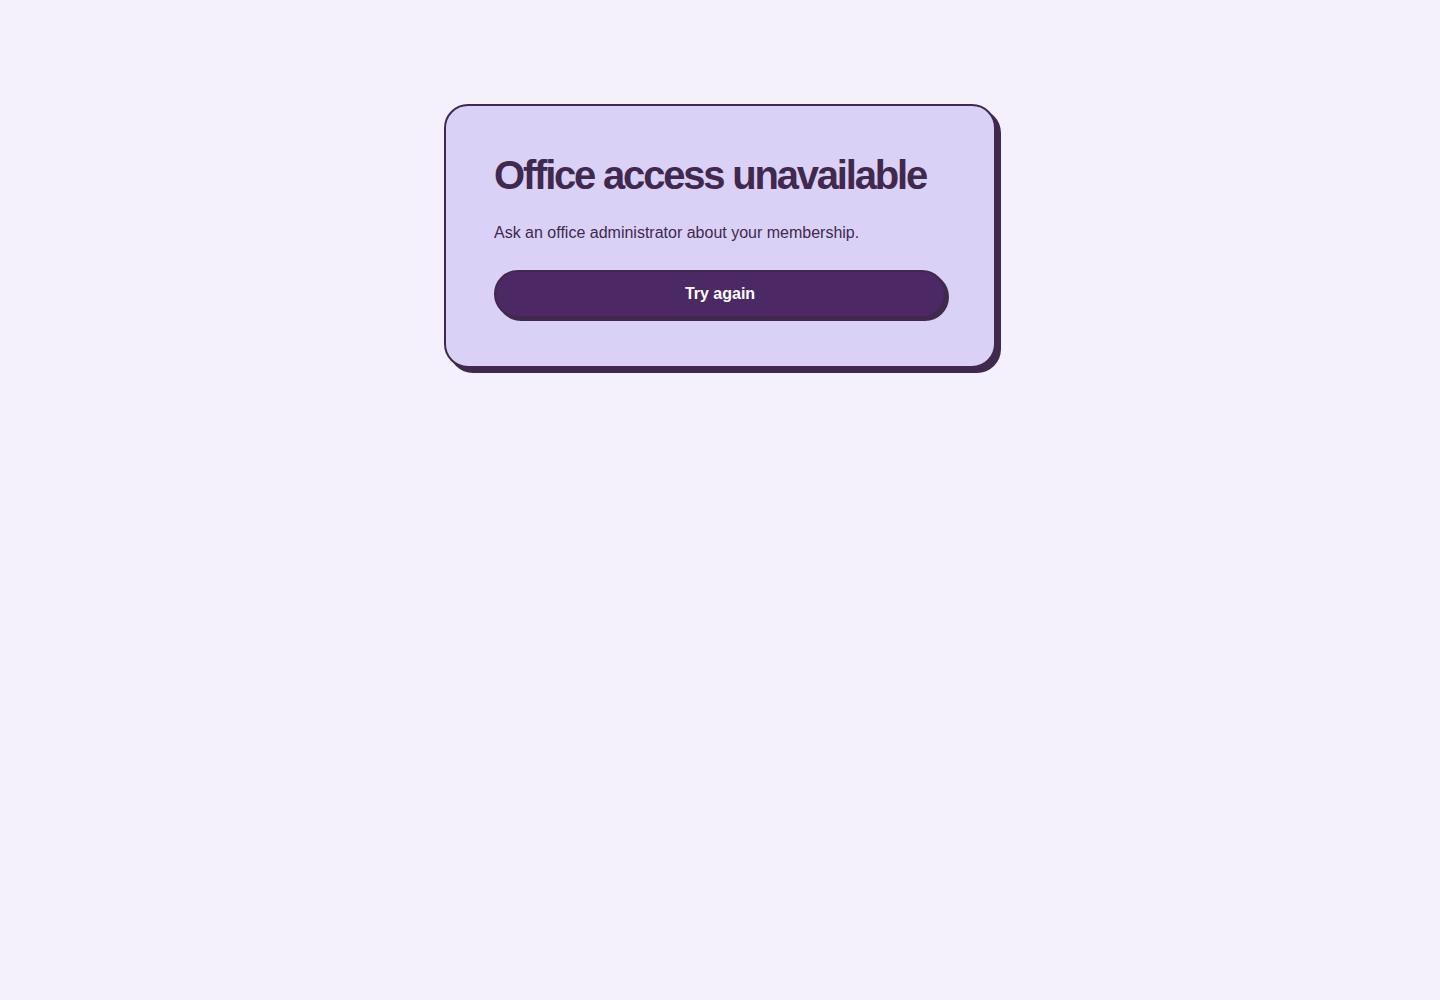 Office access unavailable
Ask an office administrator about your membership.
Try again